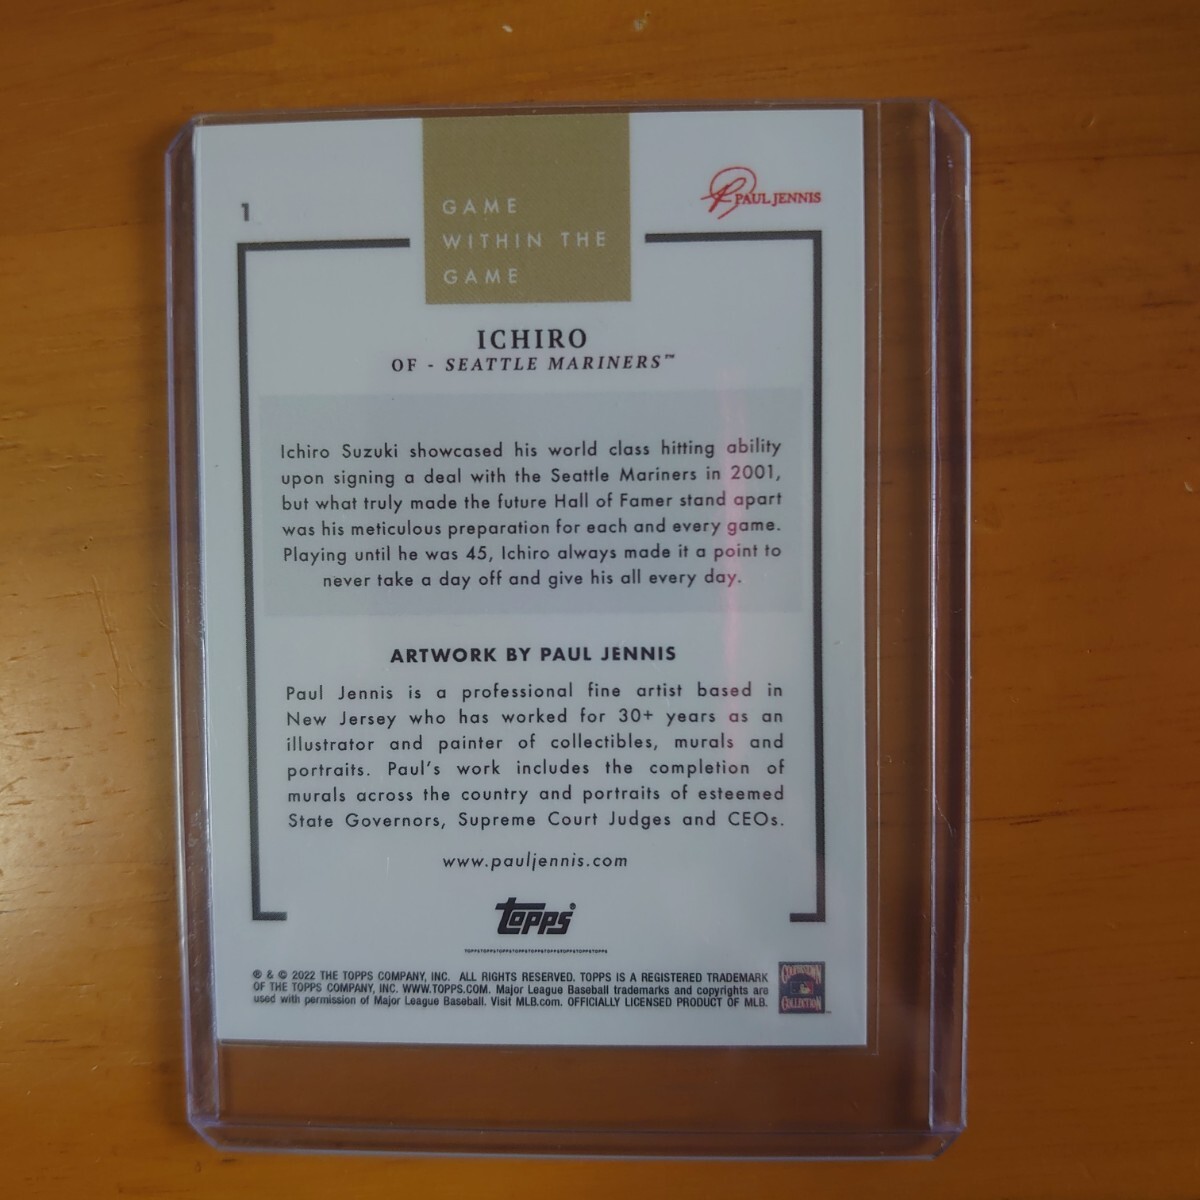 1
GAME
WITHIN THE
GAME
PAUL JENNIS
ICHIRO
OF - SEATTLE MARINERS™
Ichiro Suzuki showcased his world class hitting ability
upon signing a deal with the Seattle Mariners in 2001,
but what truly made the future Hall of Famer stand apart
was his meticulous preparation for each and every game.
Playing until he was 45, Ichiro always made it a point to
never take a day off and give his all every day.
ARTWORK BY PAUL JENNIS
Paul Jennis is a professional fine artist based in
New Jersey who has worked for 30+ years as an
illustrator and painter of collectibles, murals and
portraits. Paul's work includes the completion of
murals across the country and portraits of esteemed
State Governors, Supreme Court Judges and CEOs.
www.pauljennis.com
topps®
TOPPSTOPPSTOPPSTOPPSTOPPSTOPPSTOPPSTOPPSTOPPS
® & © 2022 THE TOPPS COMPANY, INC. ALL RIGHTS RESERVED. TOPPS IS A REGISTERED TRADEMARK
OF THE TOPPS COMPANY, INC. WWW.TOPPS.COM. Major League Baseball trademarks and copyrights are
used with permission of Major League Baseball. Visit MLB.com. OFFICIALLY LICENSED PRODUCT OF MLB.
COOPERSTOWN
COLLECTION